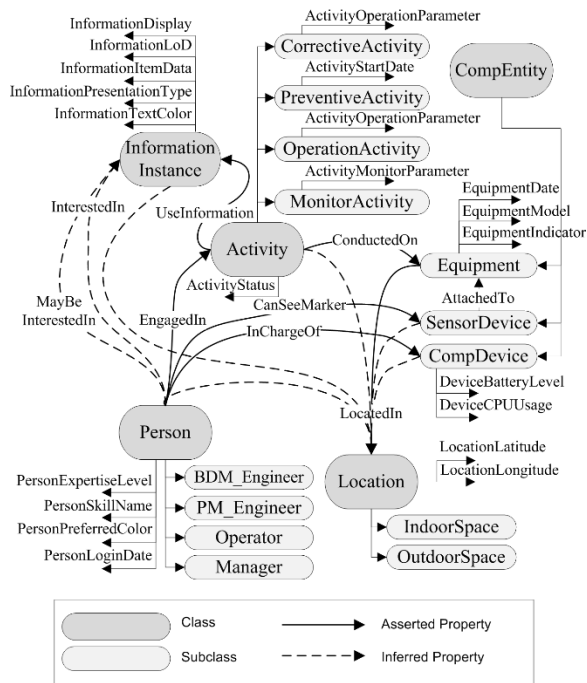 InformationDisplay
InformationLoD
InformationItemData
InformationPresentationType
InformationTextColor
Information
Instance
ActivityOperationParameter
CorrectiveActivity
ActivityStartDate
PreventiveActivity
ActivityOperationParameter
OperationActivity
ActivityMonitorParameter
MonitorActivity
CompEntity
EquipmentDate
EquipmentModel
EquipmentIndicator
InterestedIn
UseInformation
Activity
ConductedOn
Equipment
ActivityStatus
AttachedTo
CanSeeMarker
SensorDevice
MayBe
InterestedIn
EngagedIn
InChargeOf
CompDevice
DeviceBatteryLevel
DeviceCPUUsage
LocatedIn
Person
Location
LocationLatitude
LocationLongitude
PersonExpertiseLevel
PersonSkillName
PersonPreferredColor
PersonLoginDate
BDM_Engineer
PM_Engineer
Operator
Manager
IndoorSpace
OutdoorSpace
Class
Asserted Property
Subclass
Inferred Property